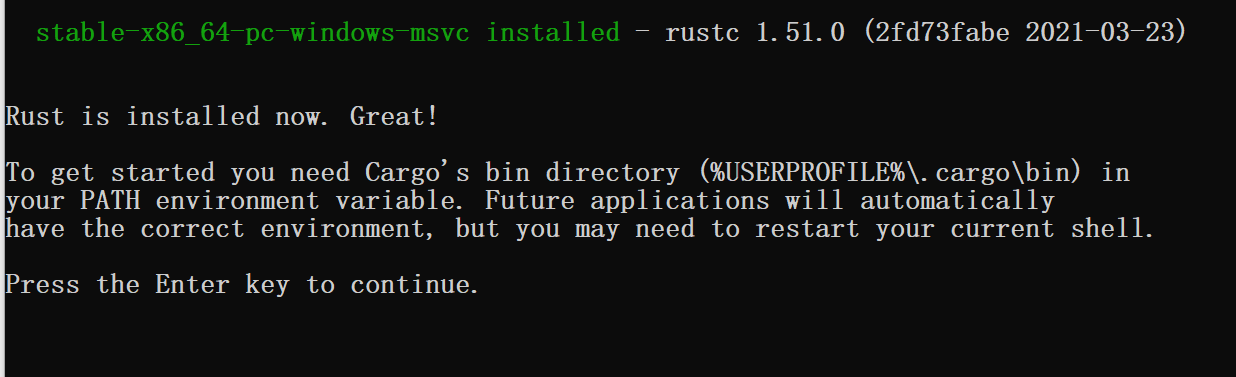 stable-x86_64-pc-windows-msvc installed - rustc 1.51.0 (2fd73fabe 2021-03-23)
Rust is installed now. Great!
To get started you need Cargo's bin directory (%USERPROFILE%\.cargo\bin) in
your PATH environment variable. Future applications will automatically
have the correct environment, but you may need to restart your current shell.
Press the Enter key to continue.